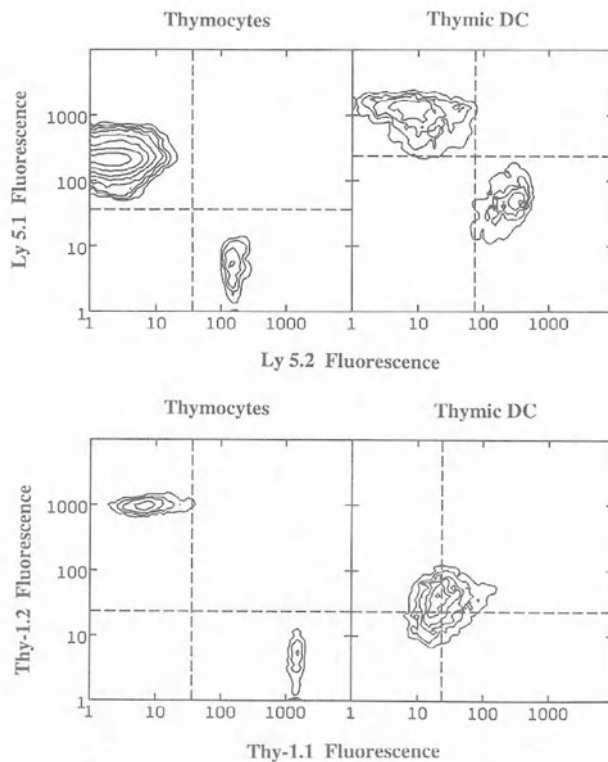 Thymocytes
Thymic DC
Ly 5.1 Fluorescence
1000
100
10
1
1 10 100 1000
1 10 100 1000
Ly 5.2 Fluorescence
Thymocytes
Thymic DC
Thy-1.2 Fluorescence
1000
100
10
1
1 10 100 1000
1 10 100 1000
Thy-1.1 Fluorescence